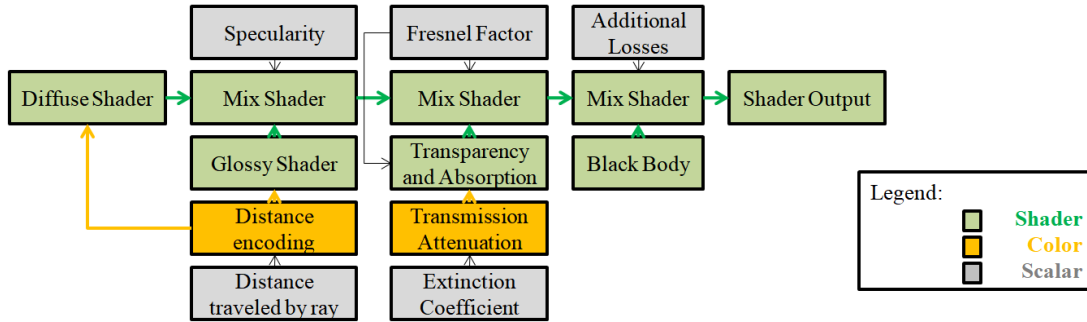 Specularity
Fresnel Factor
Additional
Losses
Diffuse Shader
Mix Shader
Mix Shader
Mix Shader
Shader Output
Glossy Shader
Transparency
and Absorption
Black Body
Distance
encoding
Transmission
Attenuation
Distance
traveled by ray
Extinction
Coefficient
Legend:
Shader
Color
Scalar